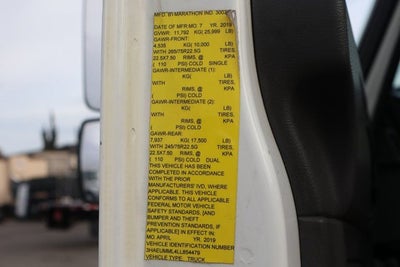 MFD. BY MARATHON IND. 3002
DATE OF MFR:MO. 7 YR. 2019
GVWR: 11,792 KG( 25,999 LB)
GAWR-FRONT:
4,535 KG( 10,000 LB)
WITH 265/75R22.5G TIRES,
22.5X7.50 RIMS, @ KPA
( 110 PSI) COLD SINGLE
GAWR-INTERMEDIATE (1):
KG( LB)
WITH TIRES,
RIMS, @ KPA
( PSI) COLD
GAWR-INTERMEDIATE (2):
KG( LB)
WITH TIRES,
RIMS, @ KPA
( PSI) COLD
GAWR-REAR:
7,937 KG( 17,500 LB)
WITH 245/75R22.5G TIRES,
22.5X7.50 RIMS, @ KPA
( 110 PSI) COLD DUAL
THIS VEHICLE HAS BEEN
COMPLETED IN ACCORDANCE
WITH THE PRIOR
MANUFACTURERS' IVD, WHERE
APPLICABLE. THIS VEHICLE
CONFORMS TO ALL APPLICABLE
FEDERAL MOTOR VEHICLE
SAFETY STANDARDS, [AND
BUMPER AND THEFT
PREVENTION STANDARDS, IF
APPLICABLE] IN EFFECT IN
MO. APRIL YR. 2019
VEHICLE IDENTIFICATION NUMBER
3HAEUMML4LL854479
VEHICLE TYPE: TRUCK